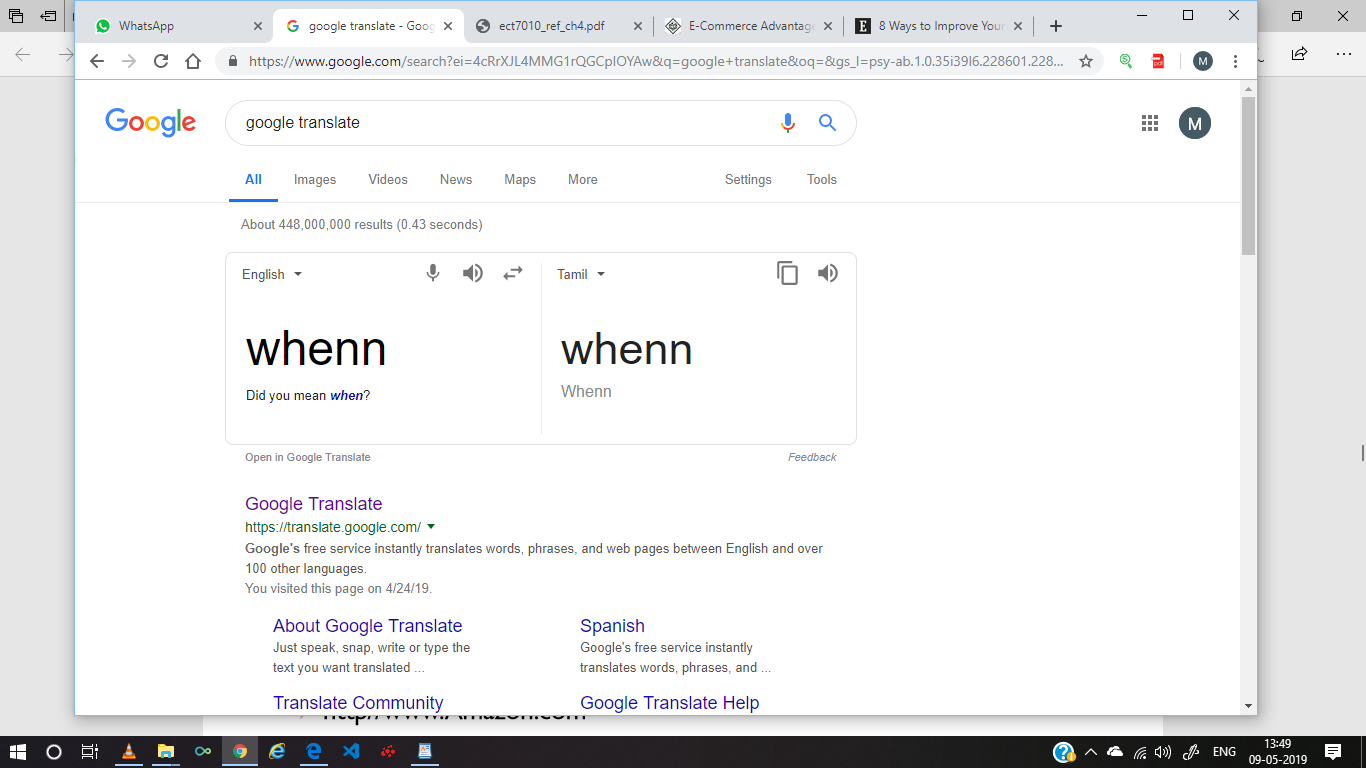 WhatsApp
google translate - Goog
ect7010_ref_ch4.pdf
E-Commerce Advantage
8 Ways to Improve Your
https://www.google.com/search?ei=4cRrXJL4MMG1rQGCpIOYAw&q=google+translate&oq=&gs_l=psy-ab.1.0.35i39l6.228601.228...
M
Google
google translate
M
All Images Videos News Maps More Settings Tools
About 448,000,000 results (0.43 seconds)
English
Tamil
whenn
whenn
Did you mean when?
Whenn
Open in Google Translate
Feedback
Google Translate
https://translate.google.com/
Google's free service instantly translates words, phrases, and web pages between English and over
100 other languages.
You visited this page on 4/24/19.
About Google Translate
Just speak, snap, write or type the
text you want translated ...
Spanish
Google's free service instantly
translates words, phrases, and ...
Translate Community
Google Translate Help
http//www.Amazon.com
ENG
13:49
09-05-2019